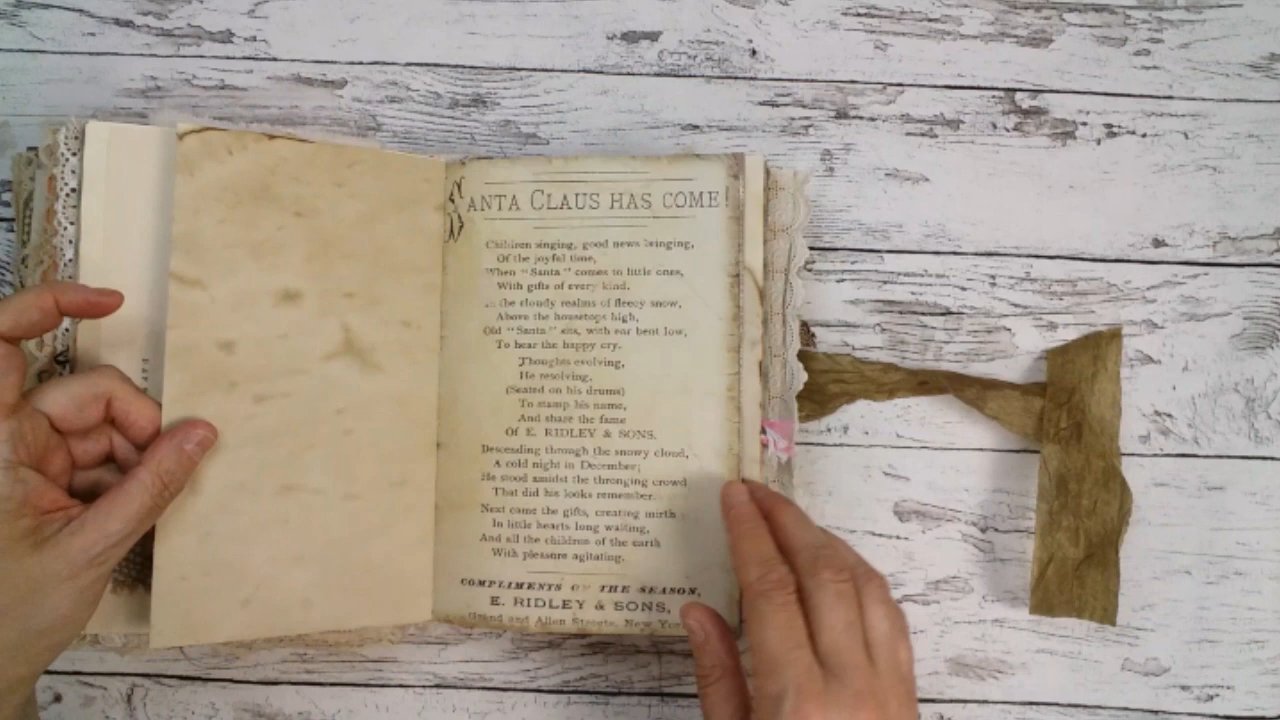 SANTA CLAUS HAS COME!
Children singing, good news bringing,
Of the joyful time,
When "Santa" comes to little ones,
With gifts of every kind.
In the cloudy realms of fleecy snow,
Above the housetops high,
Old "Santa" sits, with ear bent low,
To hear the happy cry.
Thoughts evolving,
He resolving,
(Seated on his drums)
To stamp his name,
And share the fame
Of E. RIDLEY & SONS.
Descending through the snowy cloud,
A cold night in December;
He stood amidst the thronging crowd
That did his looks remember.
Next came the gifts, creating mirth
In little hearts long waiting,
And all the children of the earth
With pleasure agitating.
COMPLIMENTS OF THE SEASON,
E. RIDLEY & SONS,
Grand and Allen Streets, New York